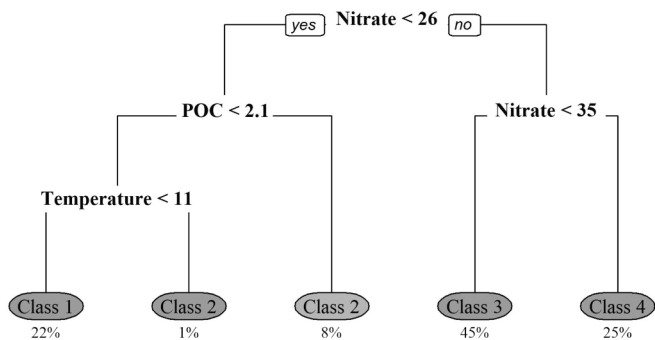 yes Nitrate < 26 no
POC < 2.1 Nitrate < 35
Temperature < 11
Class 1 Class 2 Class 2 Class 3 Class 4
22% 1% 8% 45% 25%